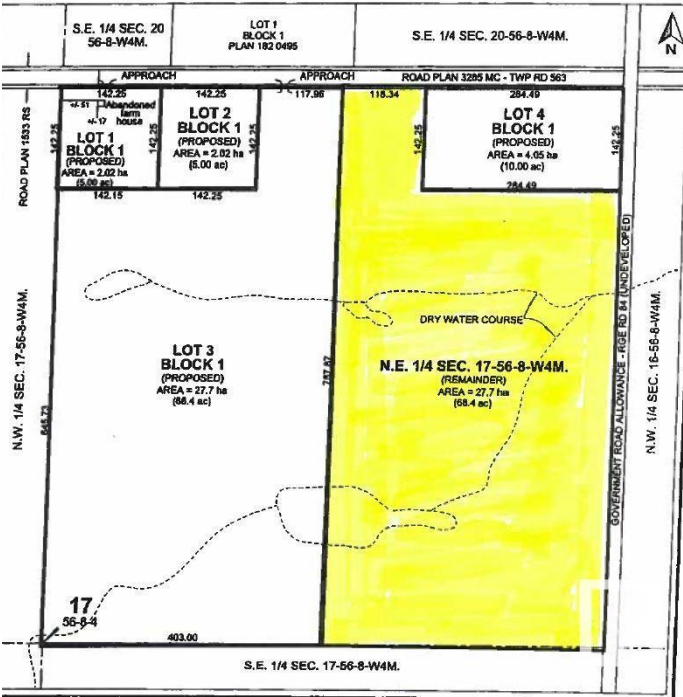 S.E. 1/4 SEC. 20
56-8-W4M.
LOT 1
BLOCK 1
PLAN 182 0495
S.E. 1/4 SEC. 20-56-8-W4M.
N
APPROACH
APPROACH
ROAD PLAN 3285 MC - TWP RD 563
142.25
142.25
117.96
115.34
284.49
ROAD PLAN 1533 RS
142.25
+/- 51
+/- 17
Abandoned
farm
house
LOT 1
BLOCK 1
(PROPOSED)
AREA = 2.02 ha
(5.00 ac)
142.15
142.25
LOT 2
BLOCK 1
(PROPOSED)
AREA = 2.02 ha
(5.00 ac)
142.25
142.25
142.25
LOT 4
BLOCK 1
(PROPOSED)
AREA = 4.05 ha
(10.00 ac)
284.49
142.25
N.W. 1/4 SEC. 17-56-8-W4M.
DRY WATER COURSE
LOT 3
BLOCK 1
(PROPOSED)
AREA = 27.7 ha
(68.4 ac)
N.E. 1/4 SEC. 17-56-8-W4M.
(REMAINDER)
AREA = 27.7 ha
(68.4 ac)
GOVERNMENT ROAD ALLOWANCE - RGE RD 84 (UNDEVELOPED)
N.W. 1/4 SEC. 16-56-8-W4M.
17
56-8-4
403.00
S.E. 1/4 SEC. 17-56-8-W4M.